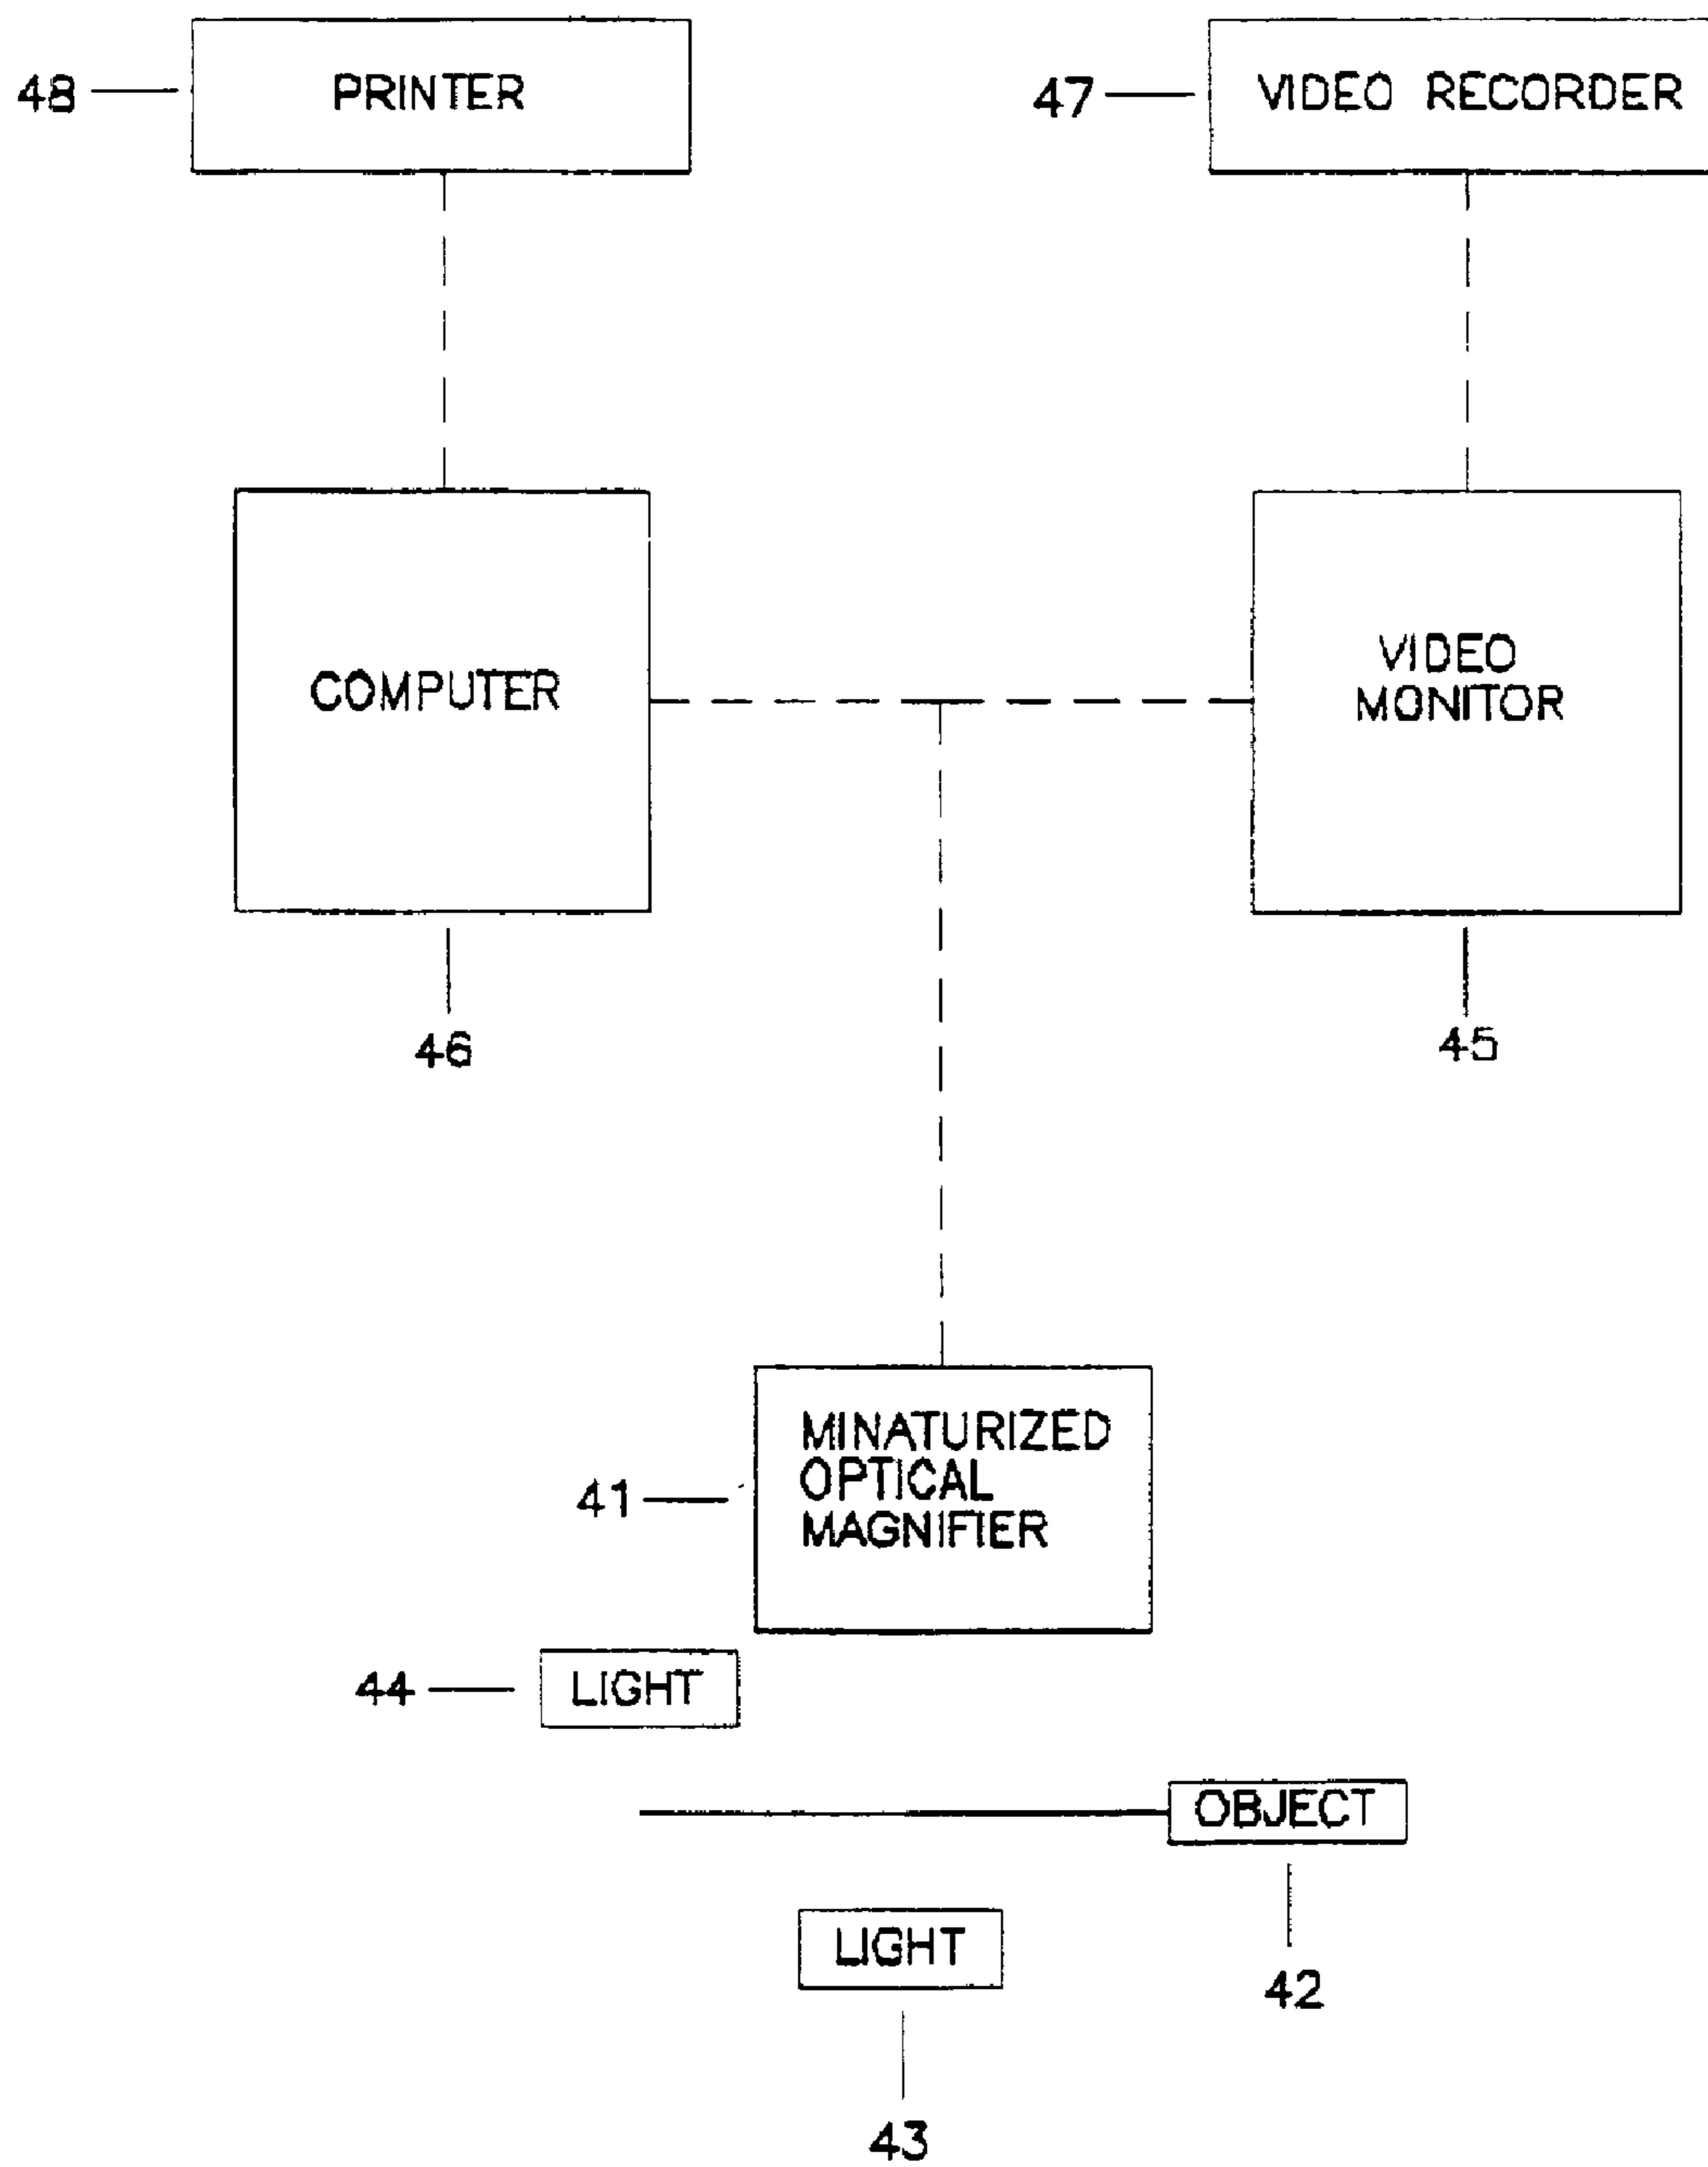 48 PRINTER
47 VIDEO RECORDER
COMPUTER
VIDEO
MONITOR
46
45
41
MINATURIZED
OPTICAL
MAGNIFIER
44 LIGHT
OBJECT
LIGHT
42
43